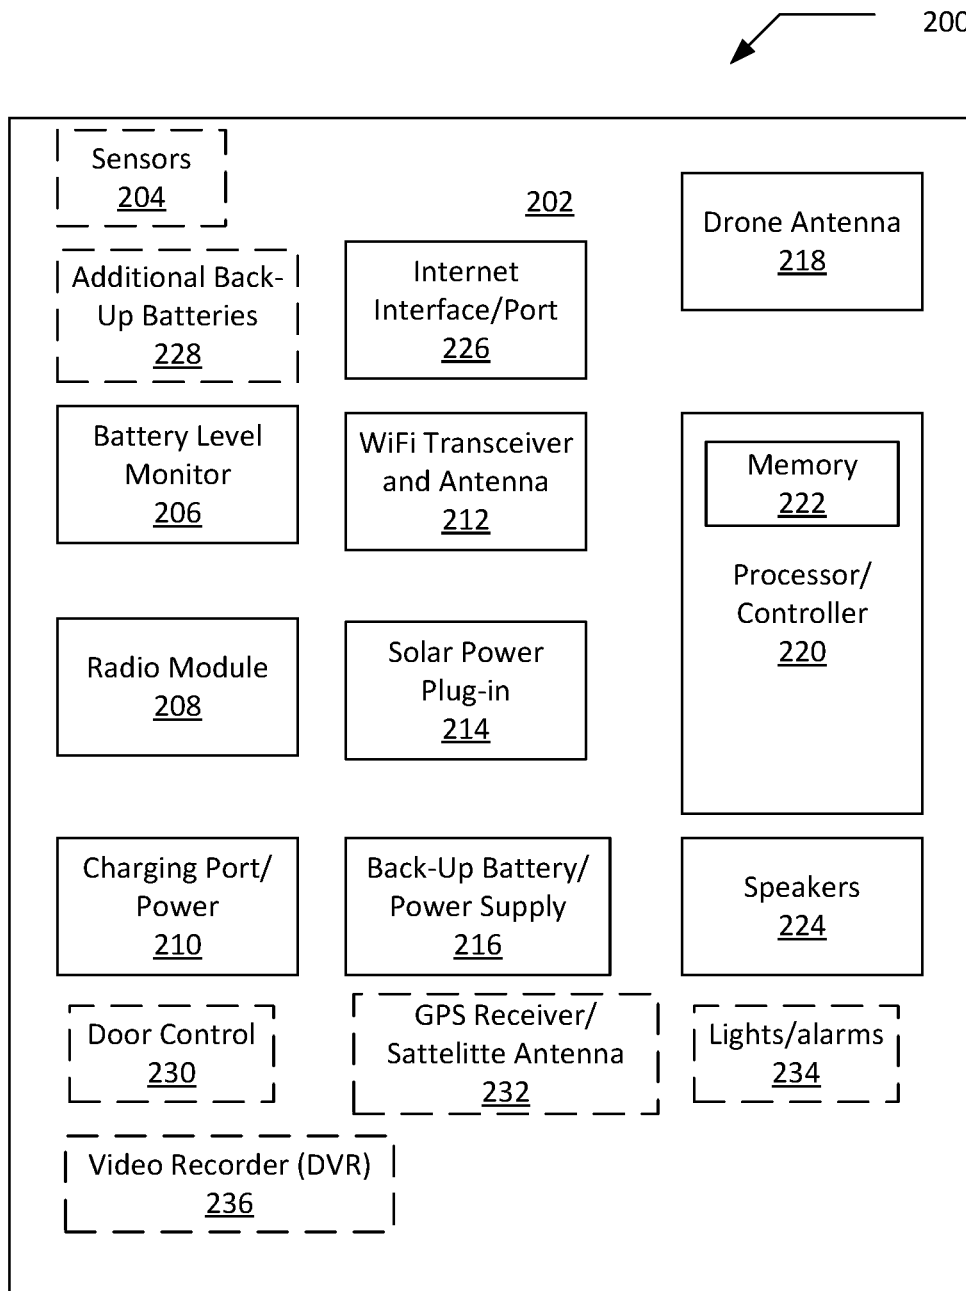 200
Sensors
204
202
Drone Antenna
218
Additional Back-
Up Batteries
228
Internet
Interface/Port
226
Battery Level
Monitor
206
WiFi Transceiver
and Antenna
212
Memory
222
Processor/
Controller
220
Radio Module
208
Solar Power
Plug-in
214
Charging Port/
Power
210
Back-Up Battery/
Power Supply
216
Speakers
224
Door Control
230
GPS Receiver/
Sattelitte Antenna
232
Lights/alarms
234
Video Recorder (DVR)
236